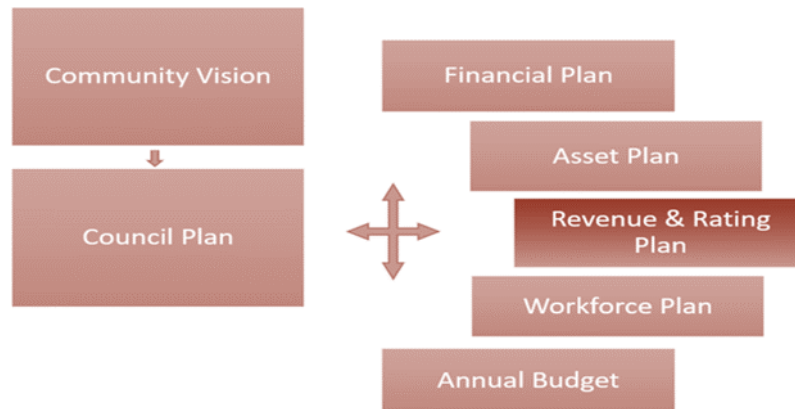 Community Vision
Council Plan
Financial Plan
Asset Plan
Revenue & Rating
Plan
Workforce Plan
Annual Budget